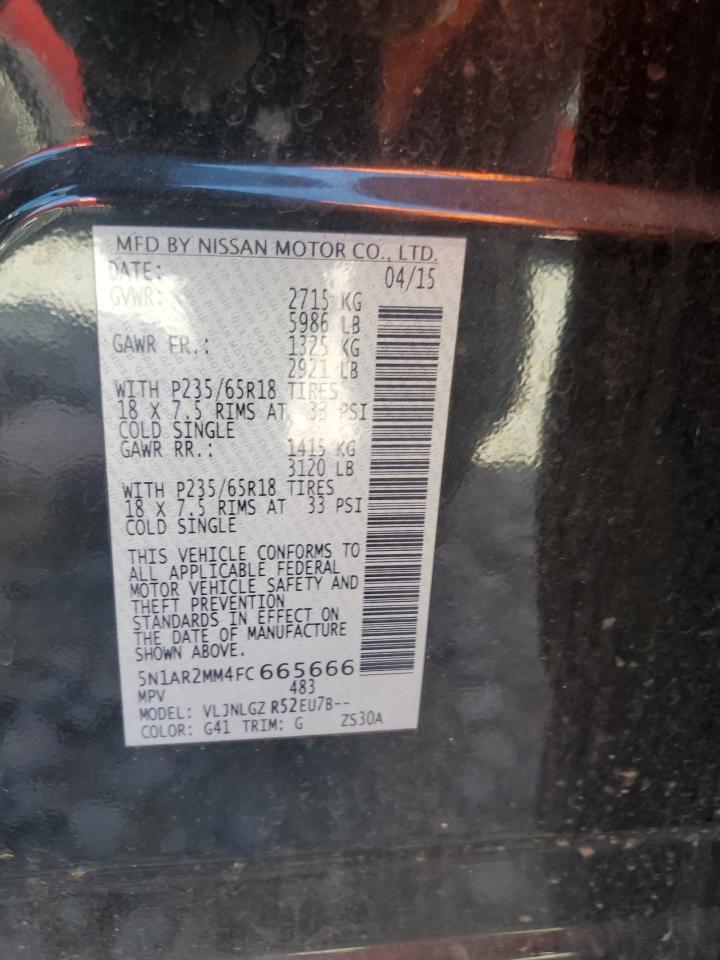 MFD BY NISSAN MOTOR CO., LTD.
DATE: 04/15
GVWR: 2715 KG
5986 LB
GAWR FR.: 1325 KG
2921 LB
WITH P235/65R18 TIRES
18 X 7.5 RIMS AT 33 PSI
COLD SINGLE
GAWR RR.: 1415 KG
3120 LB
WITH P235/65R18 TIRES
18 X 7.5 RIMS AT 33 PSI
COLD SINGLE
THIS VEHICLE CONFORMS TO
ALL APPLICABLE FEDERAL
MOTOR VEHICLE SAFETY AND
THEFT PREVENTION
STANDARDS IN EFFECT ON
THE DATE OF MANUFACTURE
SHOWN ABOVE.
5N1AR2MM4FC665666
MPV 483
MODEL: VLJNLGZ R52EU7B--
COLOR: G41 TRIM: G ZS30A